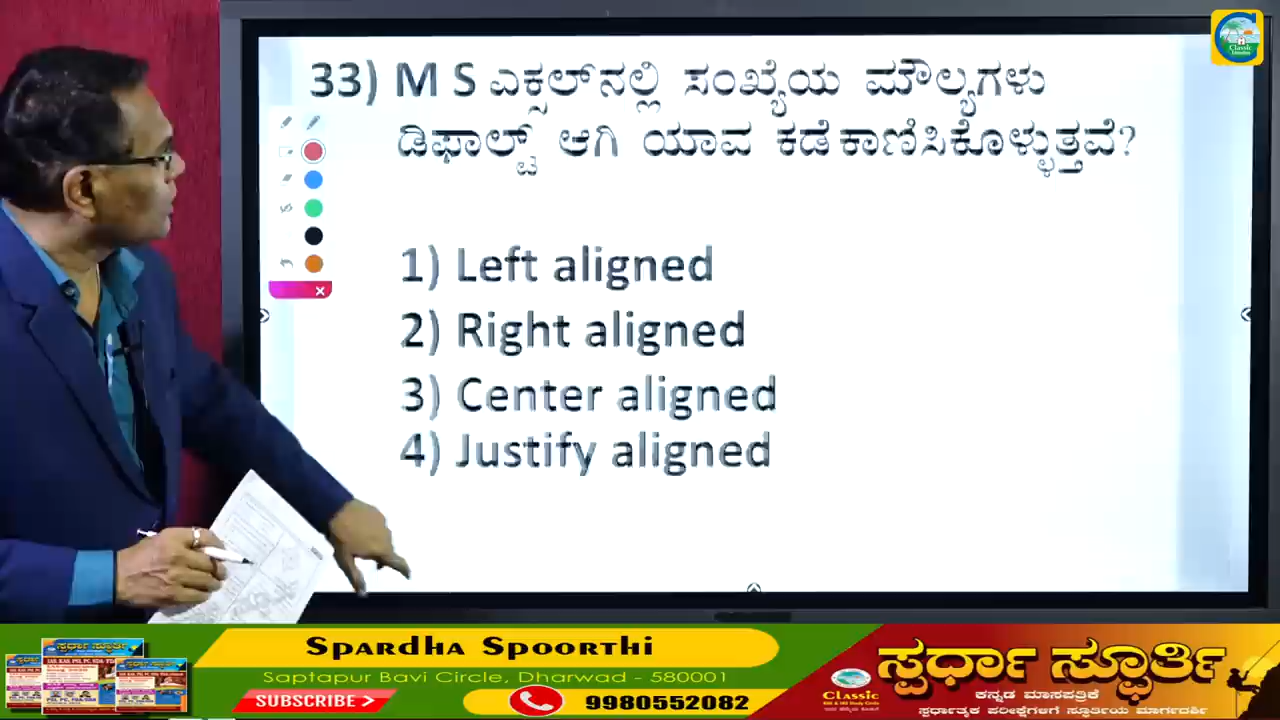 33) M S ಎಕ್ಸಲ್‌ನಲ್ಲಿ ಸಂಖ್ಯೆಯ ಮೌಲ್ಯಗಳು
ಡಿಫಾಲ್ಟ್ ಆಗಿ ಯಾವ ಕಡೆ ಕಾಣಿಸಿಕೊಳ್ಳುತ್ತವೆ?
1) Left aligned
2) Right aligned
3) Center aligned
4) Justify aligned
Classic
Spardha Spoorthi
Saptapur Bavi Circle, Dharwad - 580001
SUBSCRIBE >
9980552082
ಸ್ಪರ್ಧಾ ಸ್ಫೂರ್ತಿ
Classic
ಕನ್ನಡ ಮಾಸಪತ್ರಿಕೆ
ಸ್ಪರ್ಧಾತ್ಮಕ ಪರೀಕ್ಷೆಗಳಿಗೆ ಸ್ಫೂರ್ತಿಯ ಮಾರ್ಗದರ್ಶಿ